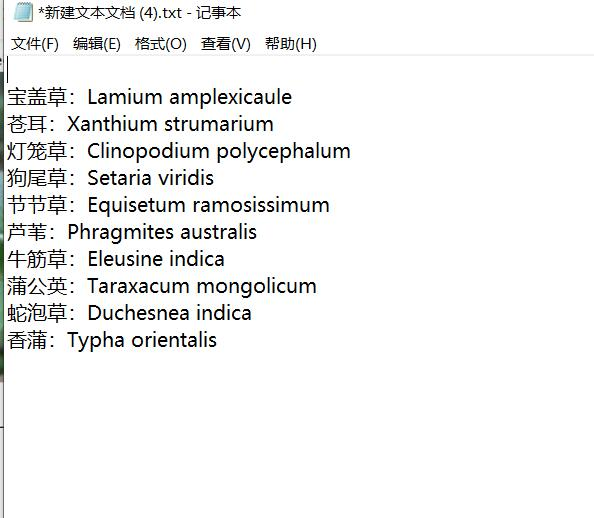 *新建文本文档 (4).txt - 记事本
文件(F) 编辑(E) 格式(O) 查看(V) 帮助(H)
宝盖草：Lamium amplexicaule
苍耳：Xanthium strumarium
灯笼草：Clinopodium polycephalum
狗尾草：Setaria viridis
节节草：Equisetum ramosissimum
芦苇：Phragmites australis
牛筋草：Eleusine indica
蒲公英：Taraxacum mongolicum
蛇泡草：Duchesnea indica
香蒲：Typha orientalis